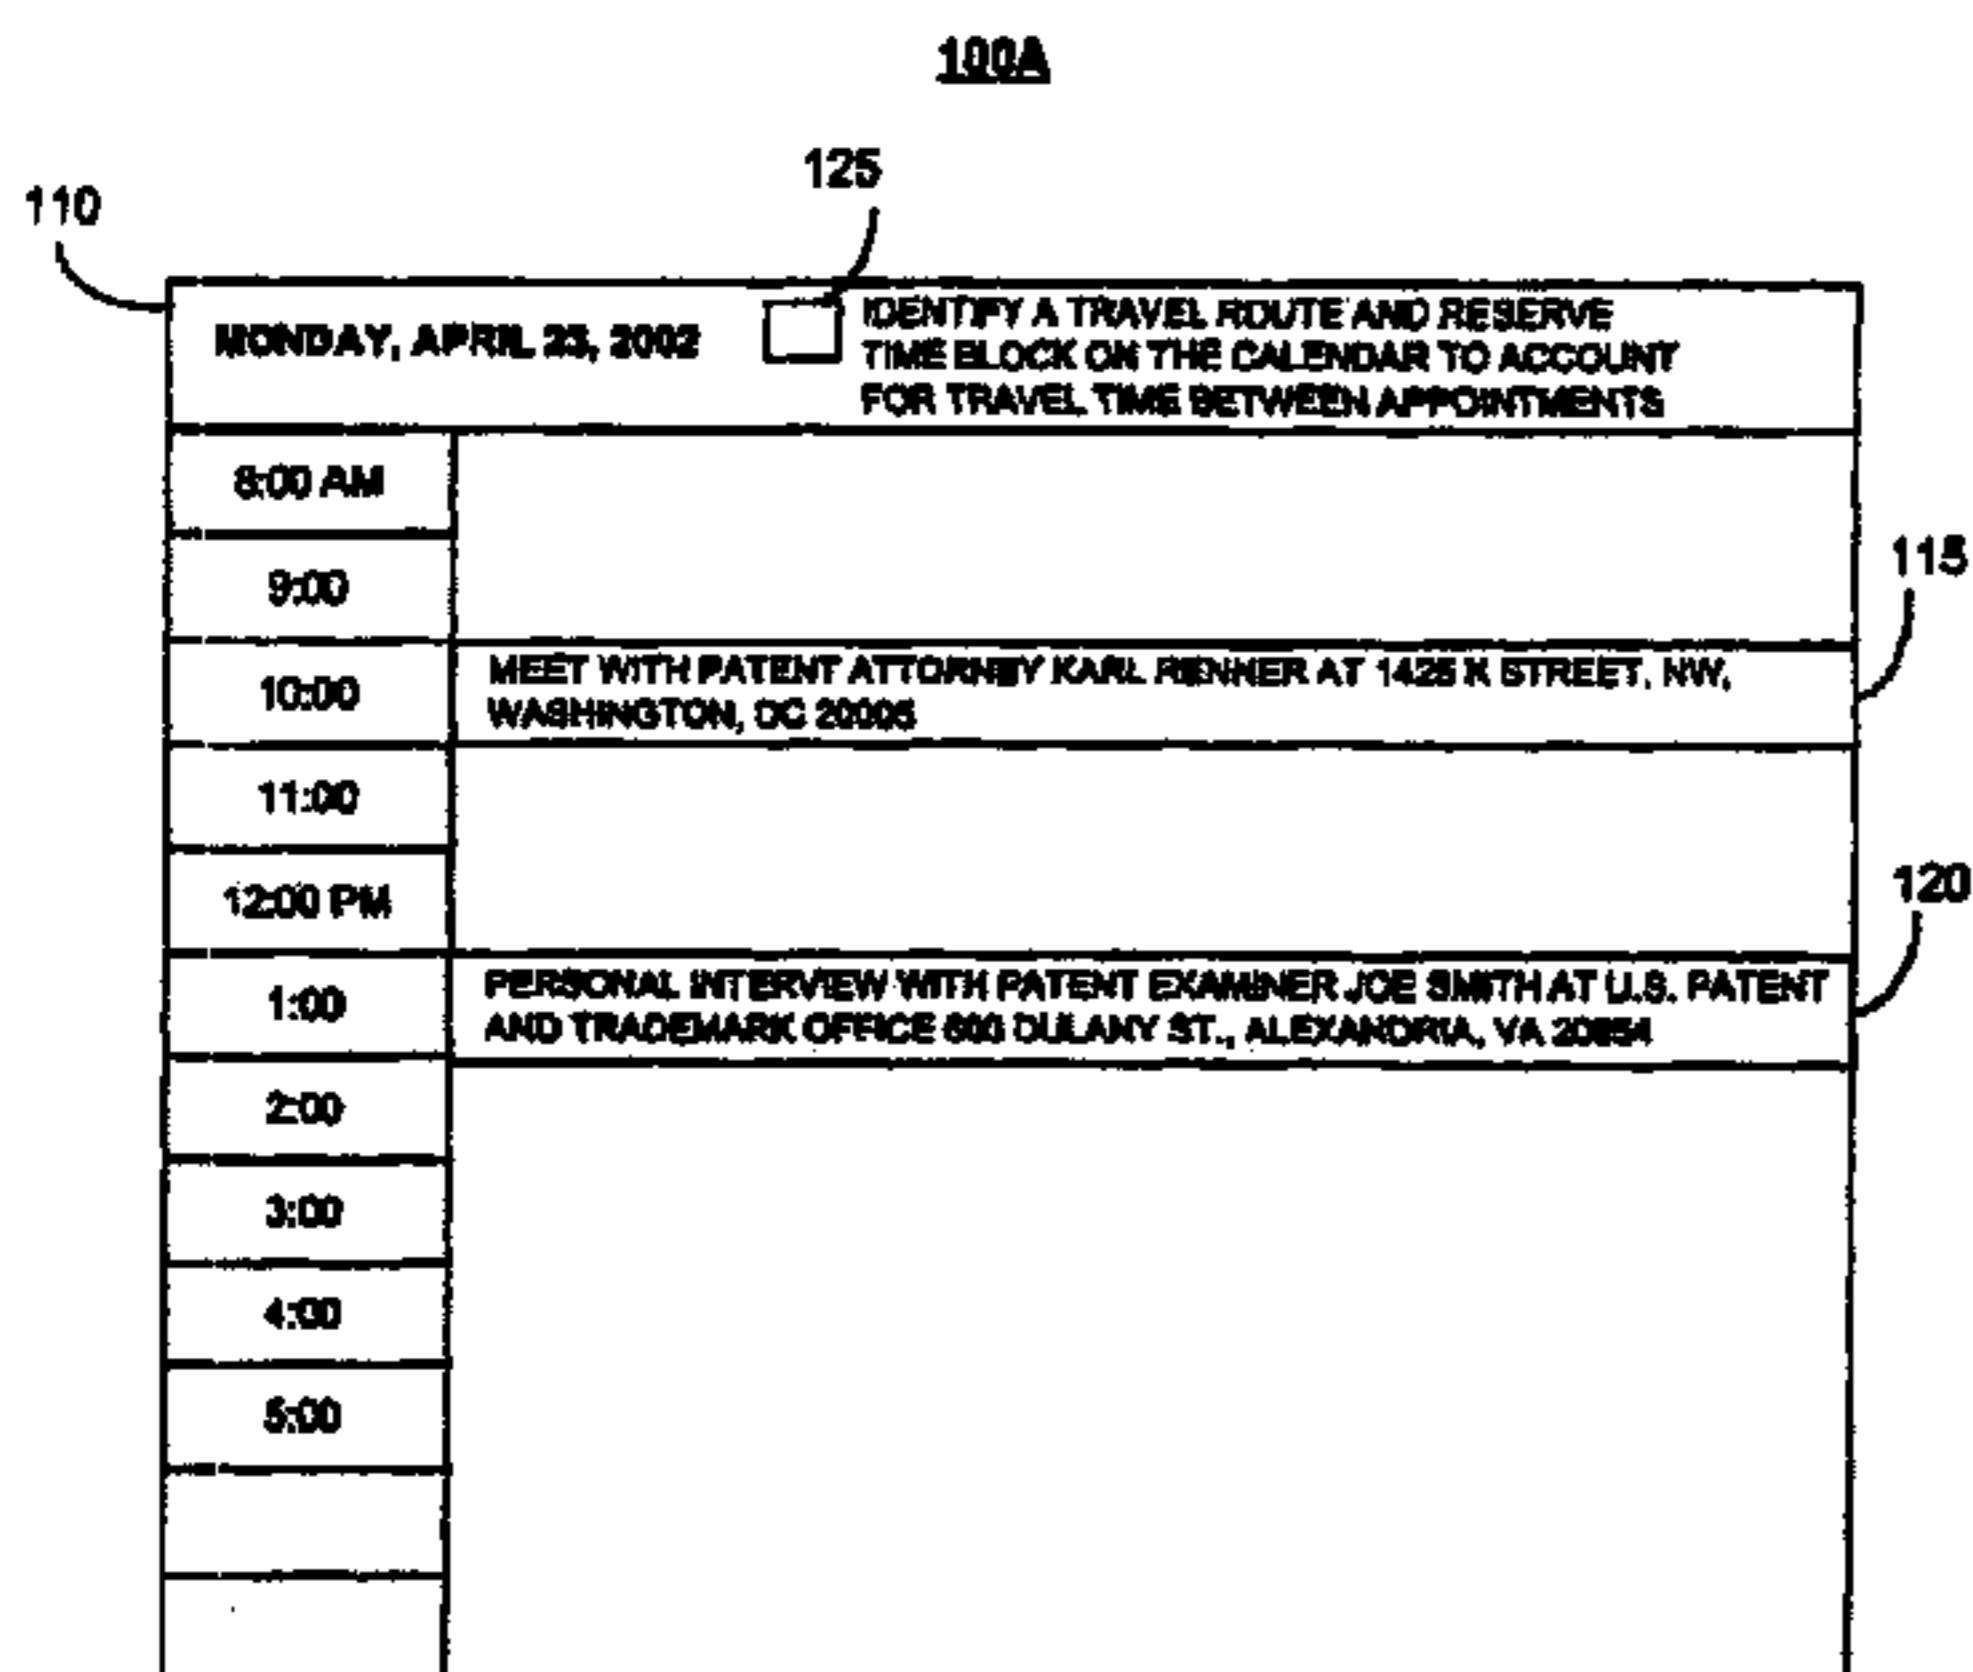 100A
125
110
MONDAY, APRIL 23, 2002
IDENTIFY A TRAVEL ROUTE AND RESERVE
TIME BLOCK ON THE CALENDAR TO ACCOUNT
FOR TRAVEL TIME BETWEEN APPOINTMENTS
8:00 AM
115
9:00
10:00
MEET WITH PATENT ATTORNEY KARL RENNER AT 1425 K STREET, NW,
WASHINGTON, DC 20005
11:00
120
12:00 PM
1:00
PERSONAL INTERVIEW WITH PATENT EXAMINER JOE SMITH AT U.S. PATENT
AND TRADEMARK OFFICE 600 DULANY ST., ALEXANDRIA, VA
2:00
3:00
4:00
5:00